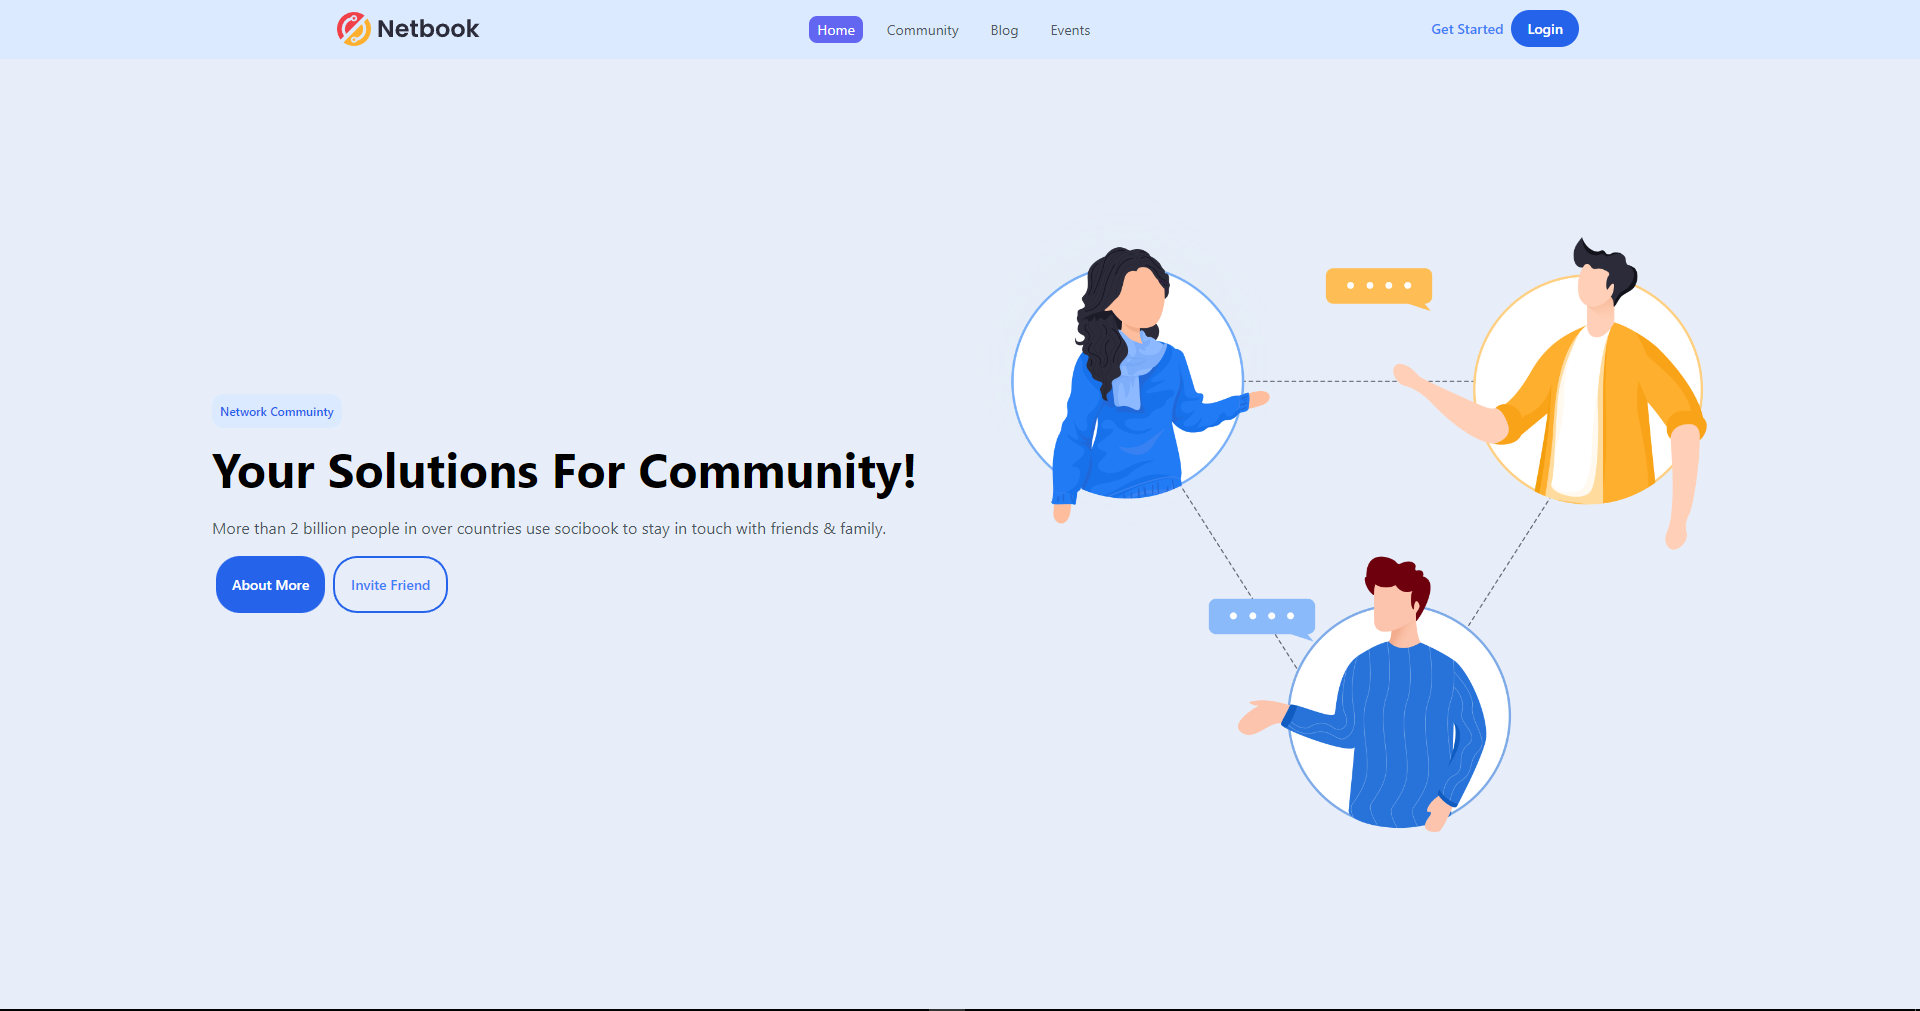 Netbook
Home Community Blog Events
Get Started Login
Network Commuinty
Your Solutions For Community!
More than 2 billion people in over countries use socibook to stay in touch with friends & family.
About More Invite Friend